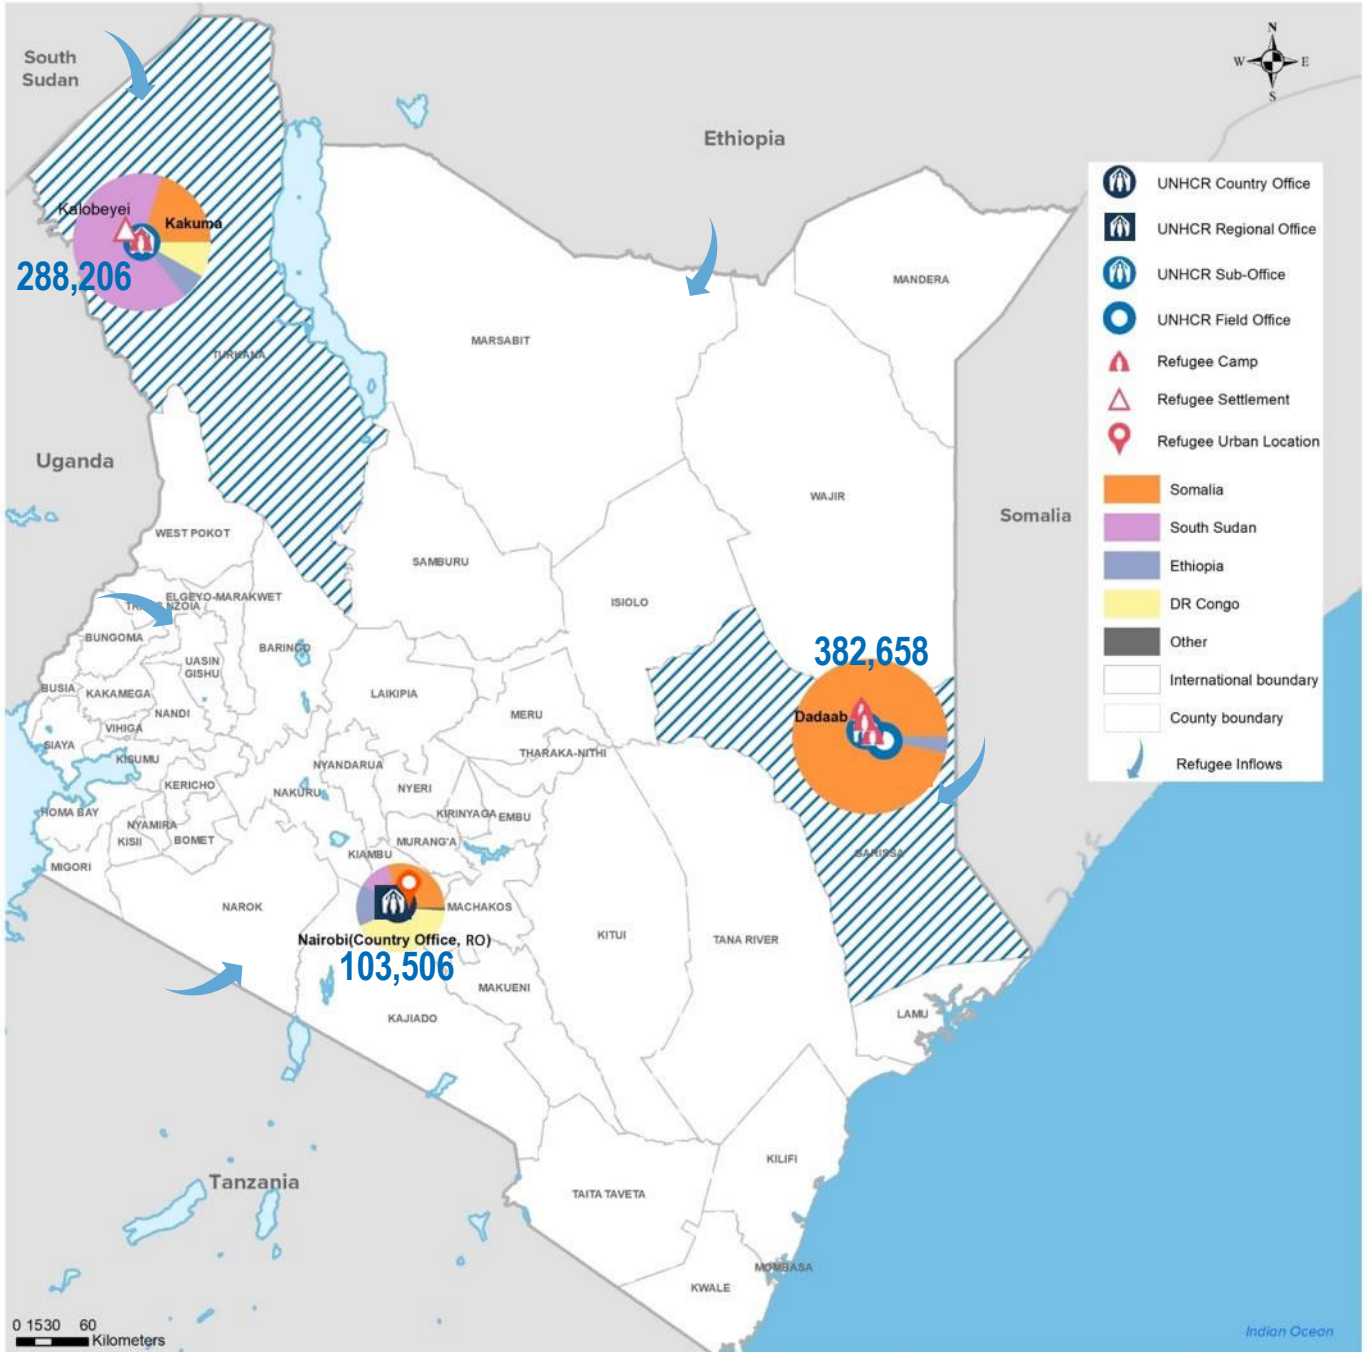 South
Sudan
N
W
E
S
Ethiopia
UNHCR Country Office
UNHCR Regional Office
UNHCR Sub-Office
UNHCR Field Office
Refugee Camp
Refugee Settlement
Refugee Urban Location
Somalia
South Sudan
Ethiopia
DR Congo
Other
International boundary
County boundary
Refugee Inflows
Kalobeyei
Kakuma
288,206
TURKANA
MANDERA
MARSABIT
Uganda
WAJIR
Somalia
WEST POKOT
SAMBURU
ELGEYO-MARAKWET
TRANS NZOIA
ISIOLO
BUNGOMA
BARINGO
UASIN
GISHU
382,658
BUSIA
KAKAMEGA
LAIKIPIA
NANDI
MERU
Dadaab
VIHIGA
SIAYA
KISUMU
THARAKA-NITHI
NYANDARUA
KERICHO
NAKURU
NYERI
HOMA BAY
KIRINYAGA
EMBU
NYAMIRA
KISII
BOMET
MURANG'A
KIAMBU
GARISSA
MIGORI
NAROK
MACHAKOS
KITUI
TANA RIVER
Nairobi(Country Office, RO)
103,506
MAKUENI
KAJIADO
LAMU
KILIFI
Tanzania
TAITA TAVETA
MOMBASA
KWALE
0 1530 60
Kilometers
Indian Ocean